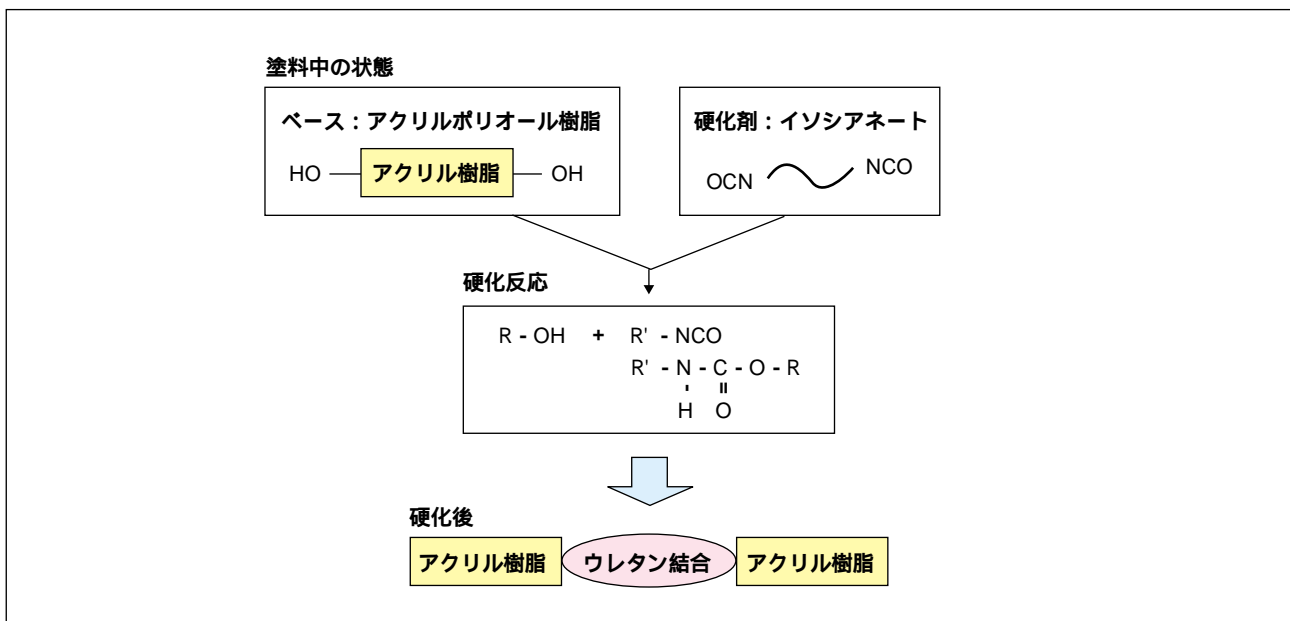 塗料中の状態
ベース：アクリルポリオール樹脂
HO アクリル樹脂 OH
硬化剤：イソシアネート
OCN NCO
硬化反応
R - OH + R' - NCO
R' - N - C - O - R
H O
硬化後
アクリル樹脂 ウレタン結合 アクリル樹脂